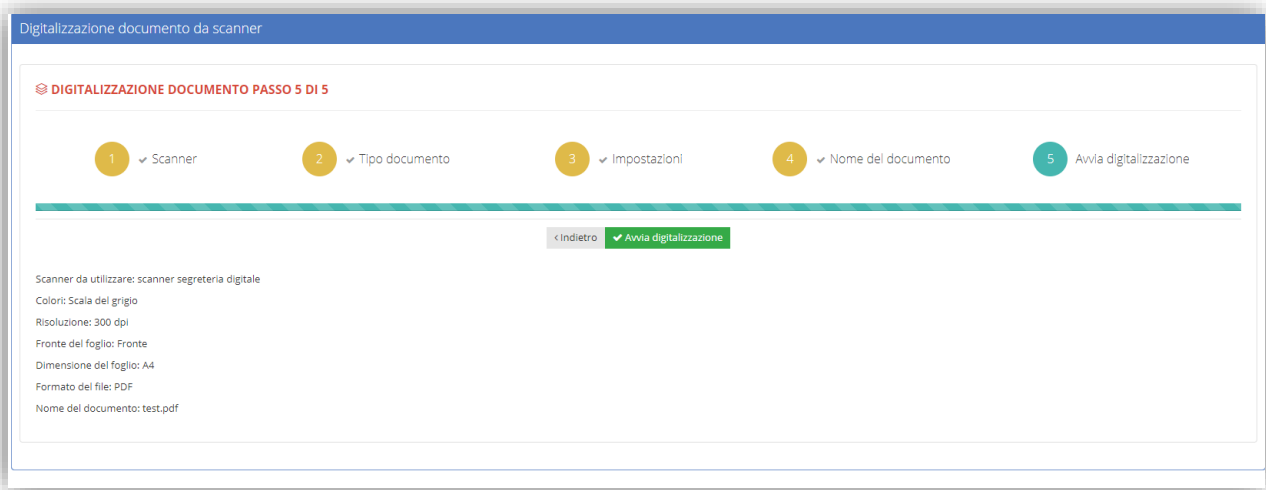 Digitalizzazione documento da scanner
DIGITALIZZAZIONE DOCUMENTO PASSO 5 DI 5
1 Scanner 2 Tipo documento 3 Impostazioni 4 Nome del documento 5 Avvia digitalizzazione
Indietro Avvia digitalizzazione
Scanner da utilizzare: scanner segreteria digitale
Colori: Scala del grigio
Risoluzione: 300 dpi
Fronte del foglio: Fronte
Dimensione del foglio: A4
Formato del file: PDF
Nome del documento: test.pdf